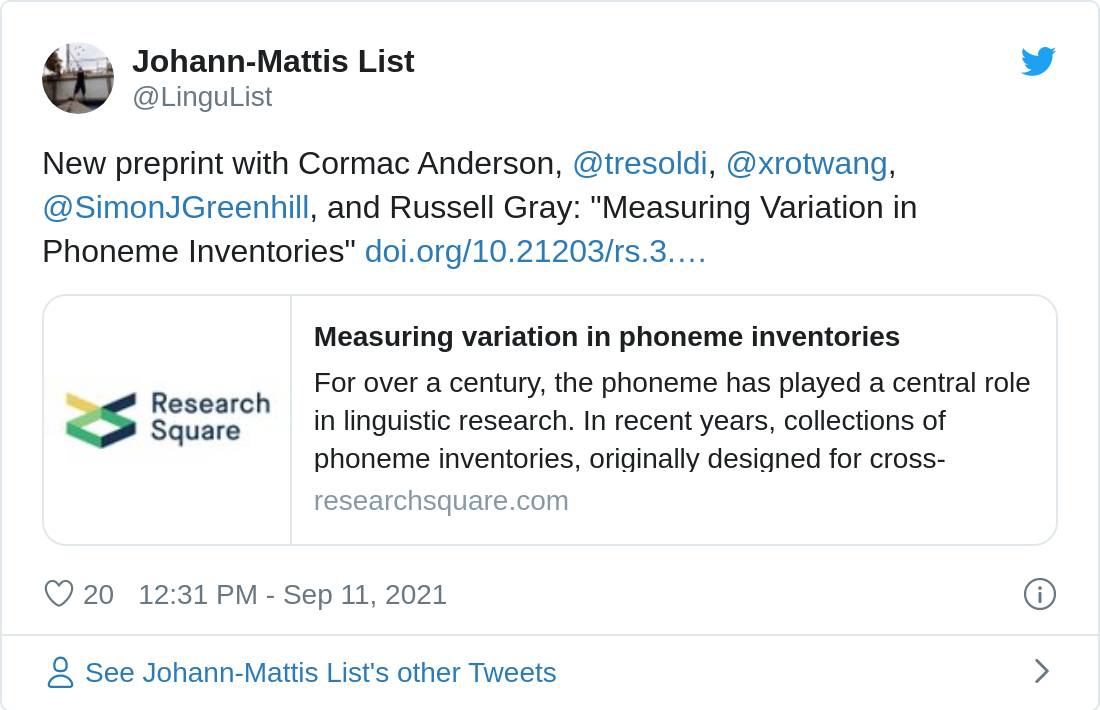 Johann-Mattis List
@LinguList
New preprint with Cormac Anderson, @tresoldi, @xrotwang,
@SimonJGreenhill, and Russell Gray: "Measuring Variation in
Phoneme Inventories" doi.org/10.21203/rs.3.…
Research
Square
Measuring variation in phoneme inventories
For over a century, the phoneme has played a central role
in linguistic research. In recent years, collections of
phoneme inventories, originally designed for cross-
researchsquare.com
20 12:31 PM - Sep 11, 2021
See Johann-Mattis List's other Tweets